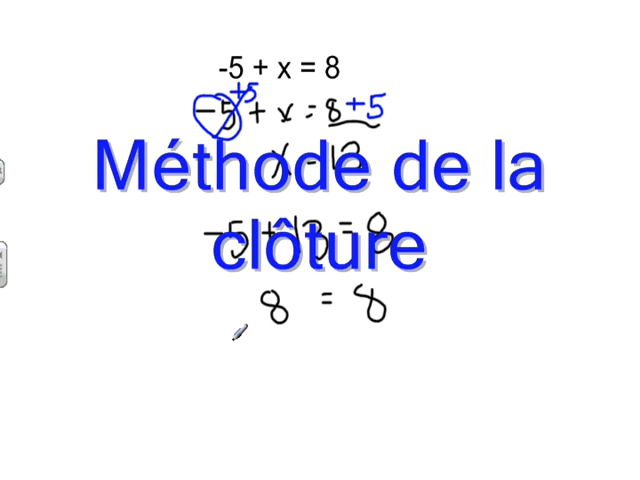 -5 + x = 8
+5
-5 + x = 8 +5
x = 13
Méthode de la
-5 + 13 = 8
clôture
8 = 8